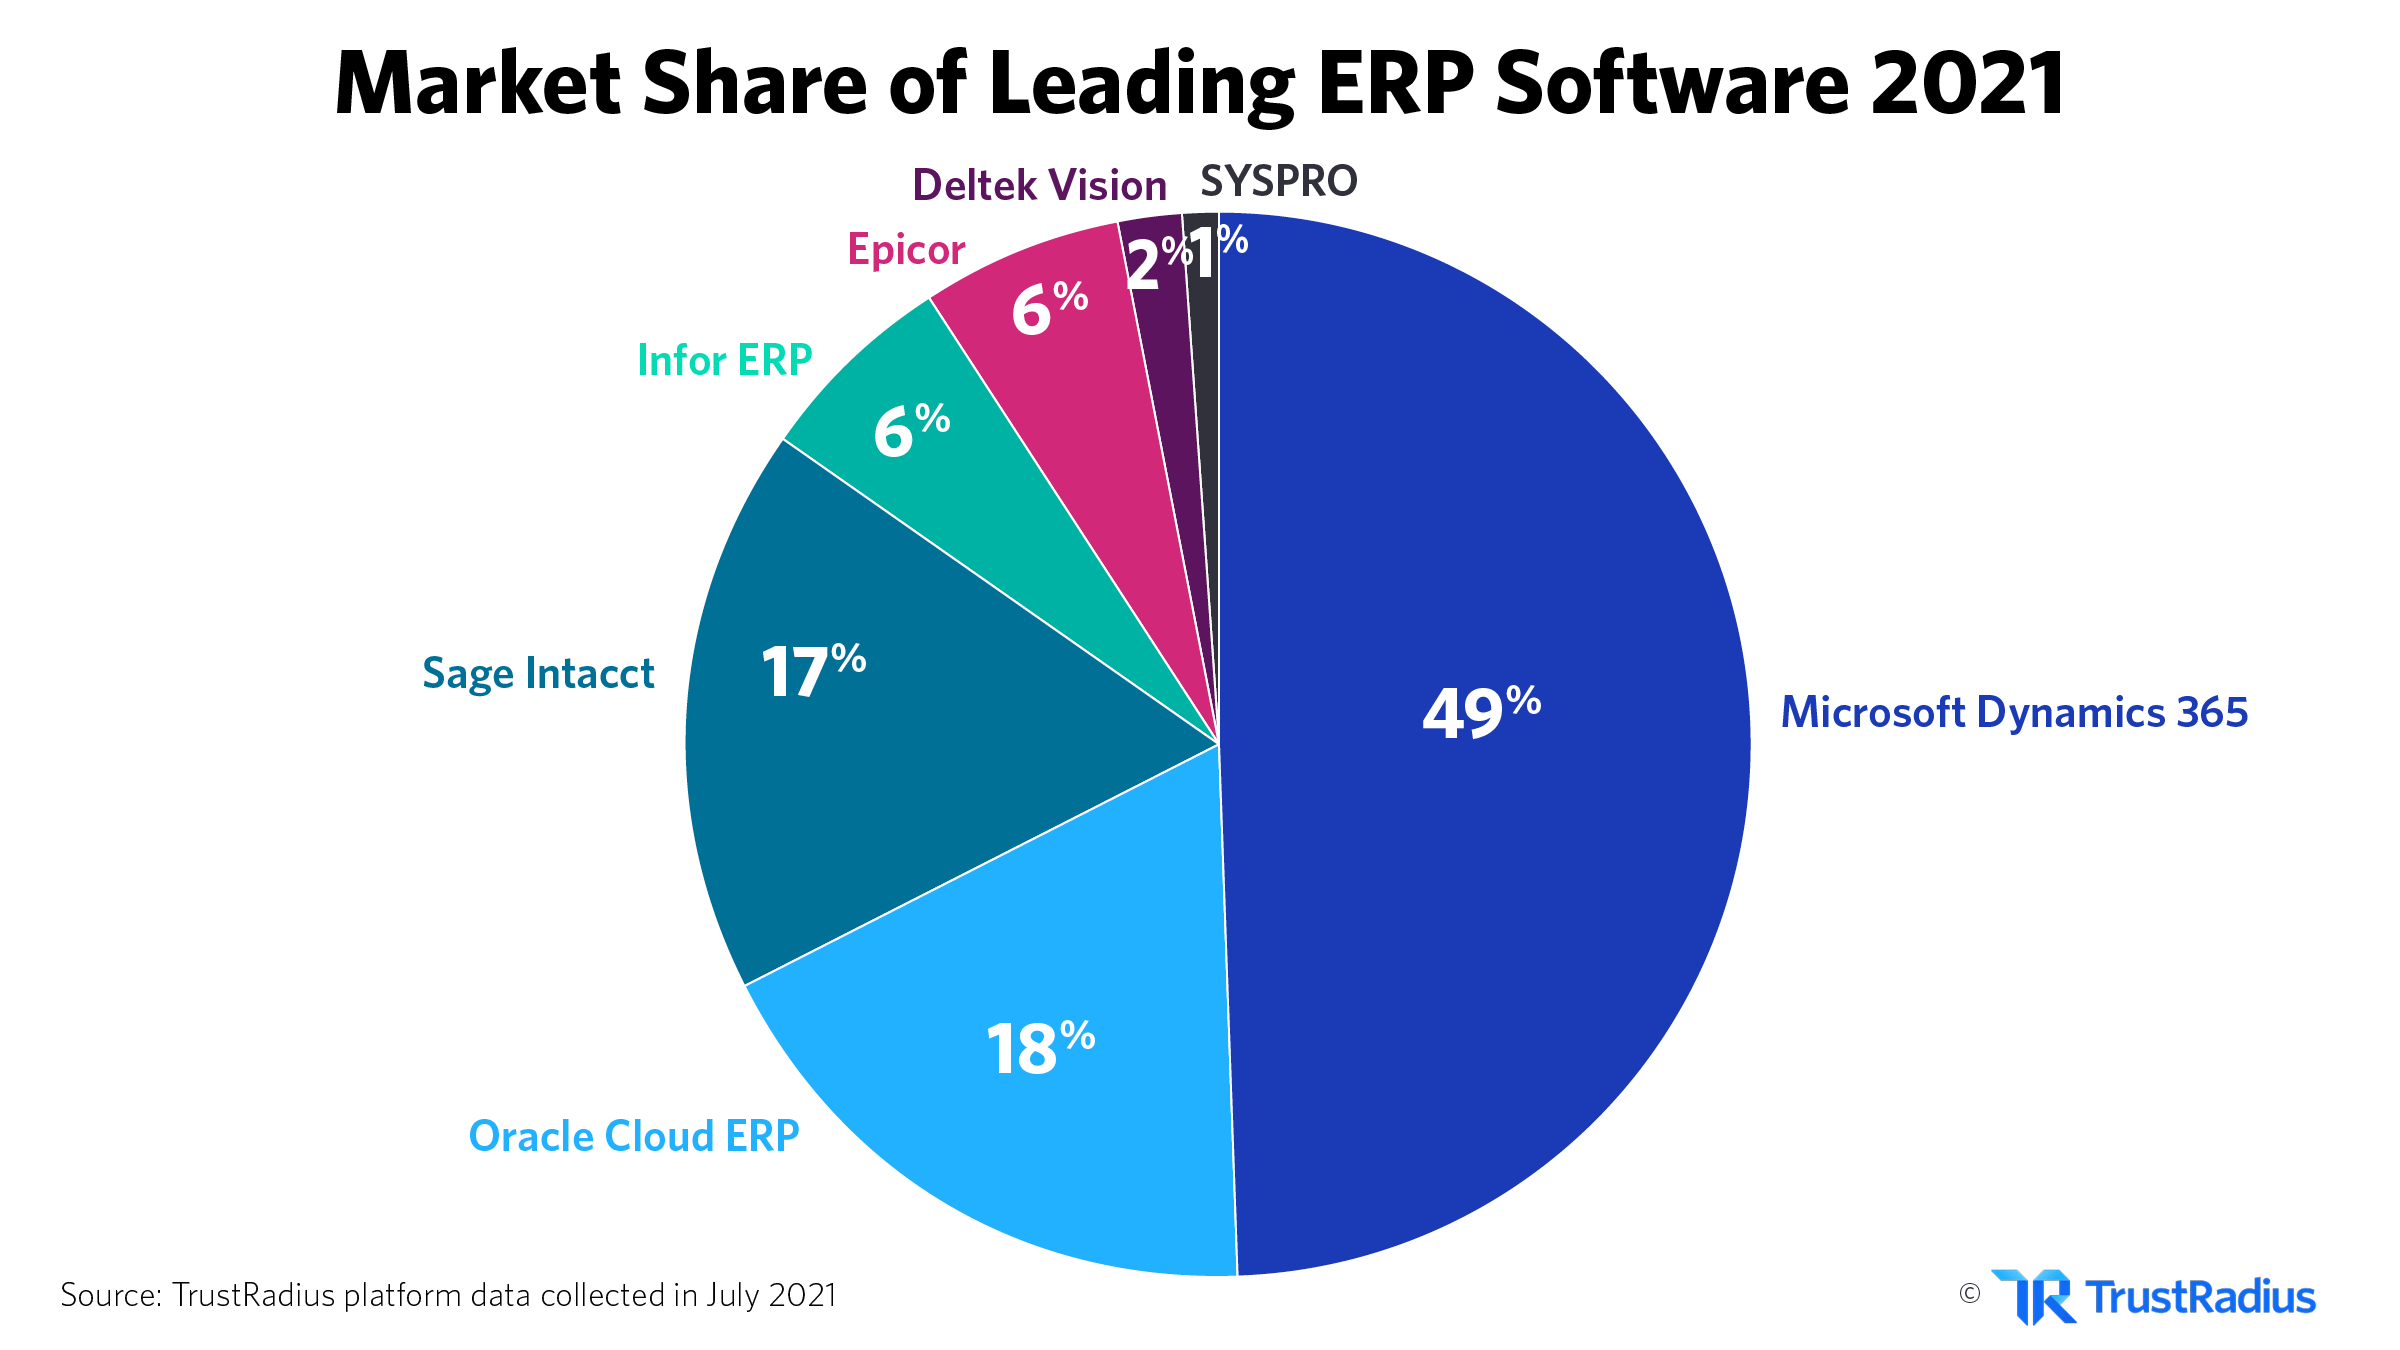 Market Share of Leading ERP Software 2021
Deltek Vision
SYSPRO
Epicor
2%
1%
6%
Infor ERP
6%
Sage Intacct
17%
49%
Microsoft Dynamics 365
18%
Oracle Cloud ERP
Source: TrustRadius platform data collected in July 2021
© TR TrustRadius